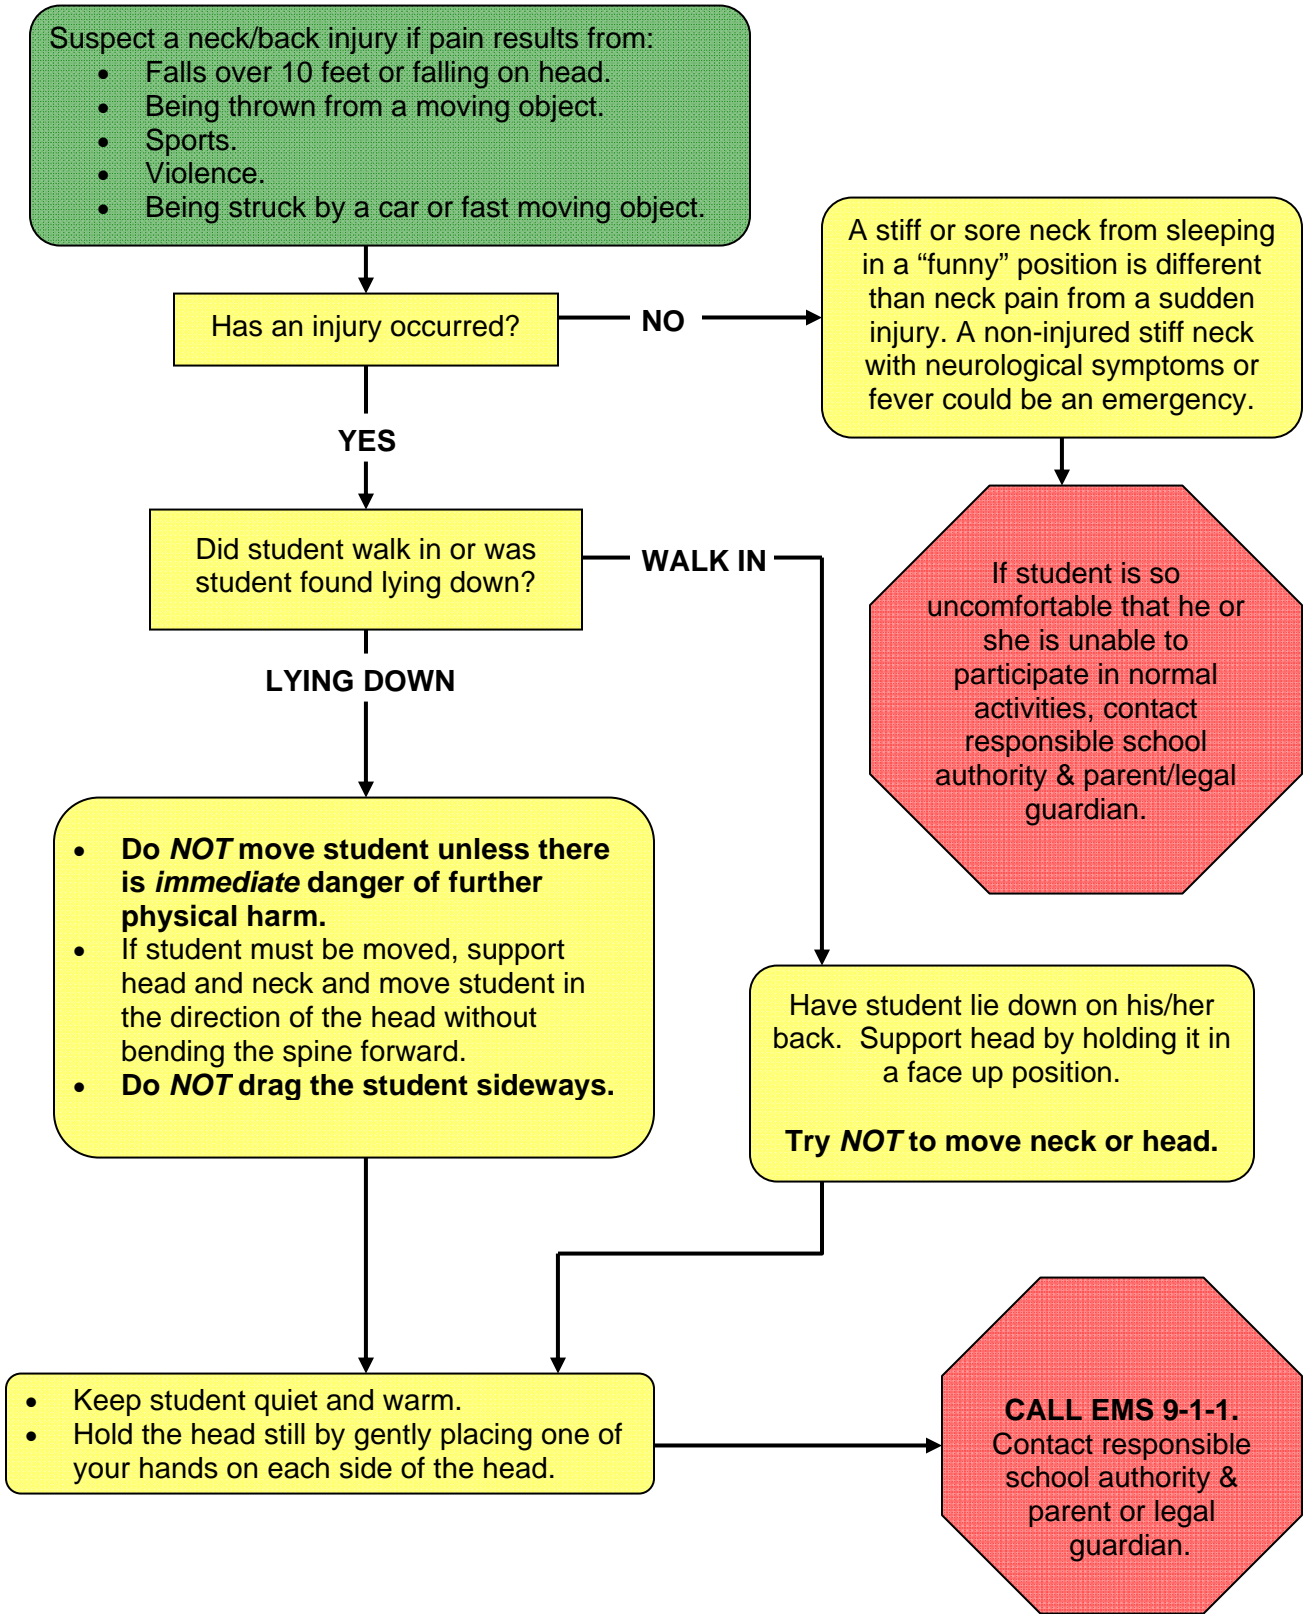 Suspect a neck/back injury if pain results from:
• Falls over 10 feet or falling on head.
• Being thrown from a moving object.
• Sports.
• Violence.
• Being struck by a car or fast moving object.
Has an injury occurred?
NO
A stiff or sore neck from sleeping
in a “funny” position is different
than neck pain from a sudden
injury. A non-injured stiff neck
with neurological symptoms or
fever could be an emergency.
If student is so
uncomfortable that he or
she is unable to
participate in normal
activities, contact
responsible school
authority & parent/legal
guardian.
YES
Did student walk in or was
student found lying down?
WALK IN
LYING DOWN
• Do NOT move student unless there
is immediate danger of further
physical harm.
• If student must be moved, support
head and neck and move student in
the direction of the head without
bending the spine forward.
• Do NOT drag the student sideways.
Have student lie down on his/her
back. Support head by holding it in
a face up position.
Try NOT to move neck or head.
• Keep student quiet and warm.
• Hold the head still by gently placing one of
your hands on each side of the head.
CALL EMS 9-1-1.
Contact responsible
school authority &
parent or legal
guardian.